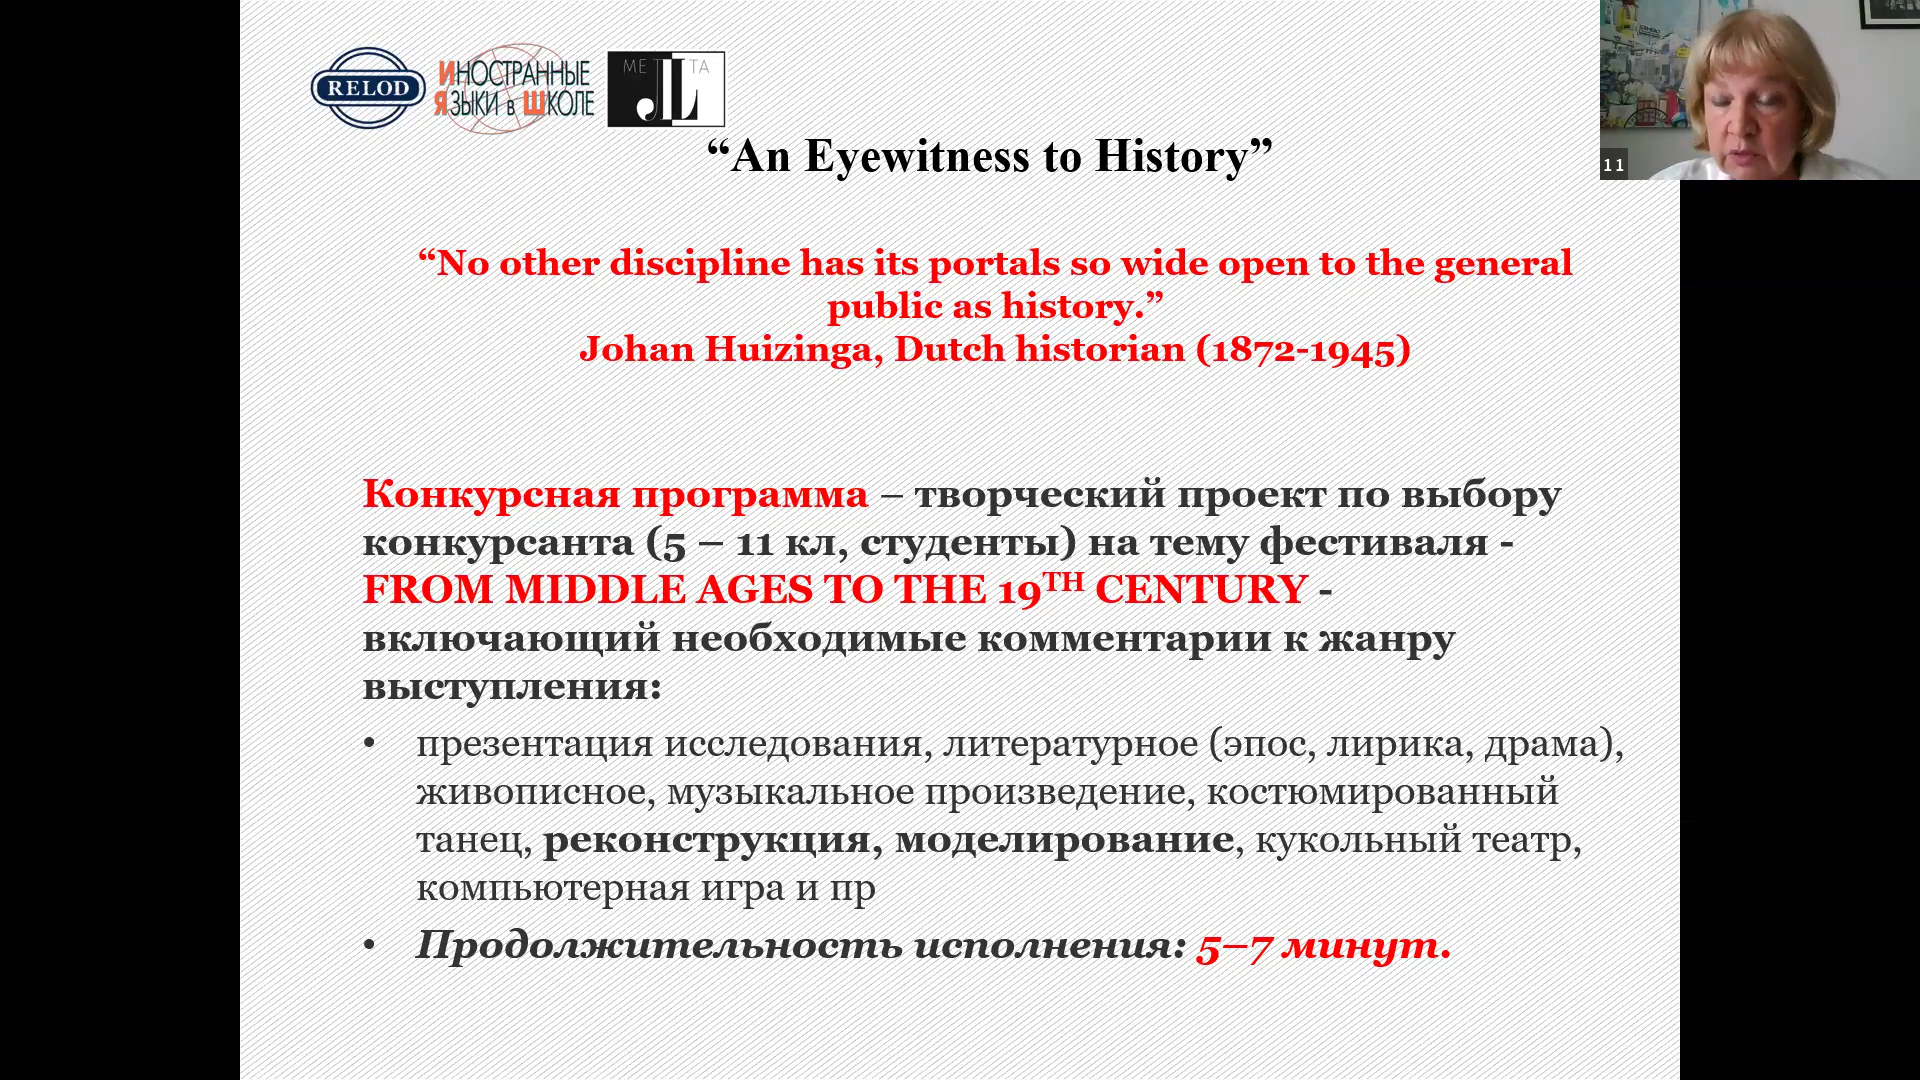 RELOD
ИНОСТРАННЫЕ
ЯЗЫКИ в ШКОЛЕ
МЕ ТА
JL
“An Eyewitness to History”
11
“No other discipline has its portals so wide open to the general
public as history.”
Johan Huizinga, Dutch historian (1872-1945)
Конкурсная программа – творческий проект по выбору
конкурсанта (5 – 11 кл, студенты) на тему фестиваля -
FROM MIDDLE AGES TO THE 19TH CENTURY -
включающий необходимые комментарии к жанру
выступления:
• презентация исследования, литературное (эпос, лирика, драма),
живописное, музыкальное произведение, костюмированный
танец, реконструкция, моделирование, кукольный театр,
компьютерная игра и пр
• Продолжительность исполнения: 5–7 минут.